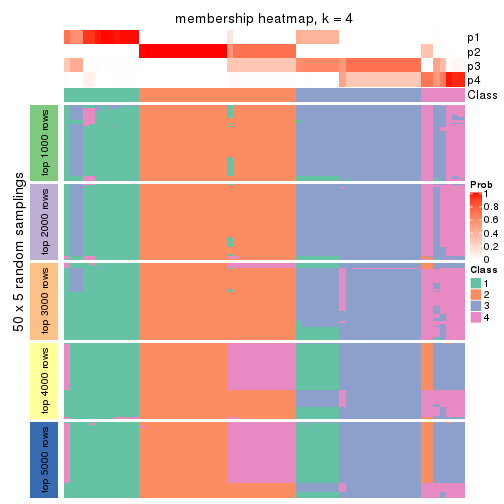 membership heatmap, k = 4
p1
p2
p3
p4
Class
50 x 5 random samplings
top 1000 rows
top 2000 rows
top 3000 rows
top 4000 rows
top 5000 rows
Prob
1
0.8
0.6
0.4
0.2
0
Class
1
2
3
4